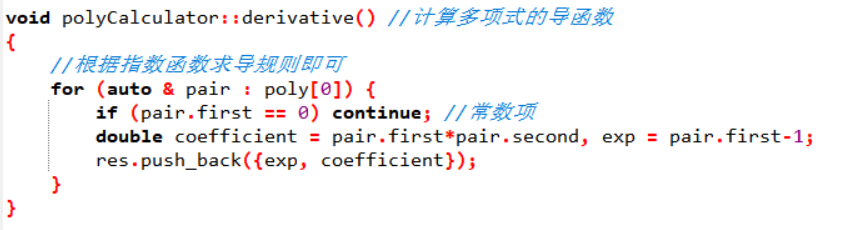 void polyCalculator::derivative() //计算多项式的导函数
{
    //根据指数函数求导规则即可
    for (auto & pair : poly[0]) {
        if (pair.first == 0) continue; //常数项
        double coefficient = pair.first*pair.second, exp = pair.first-1;
        res.push_back({exp, coefficient});
    }
}